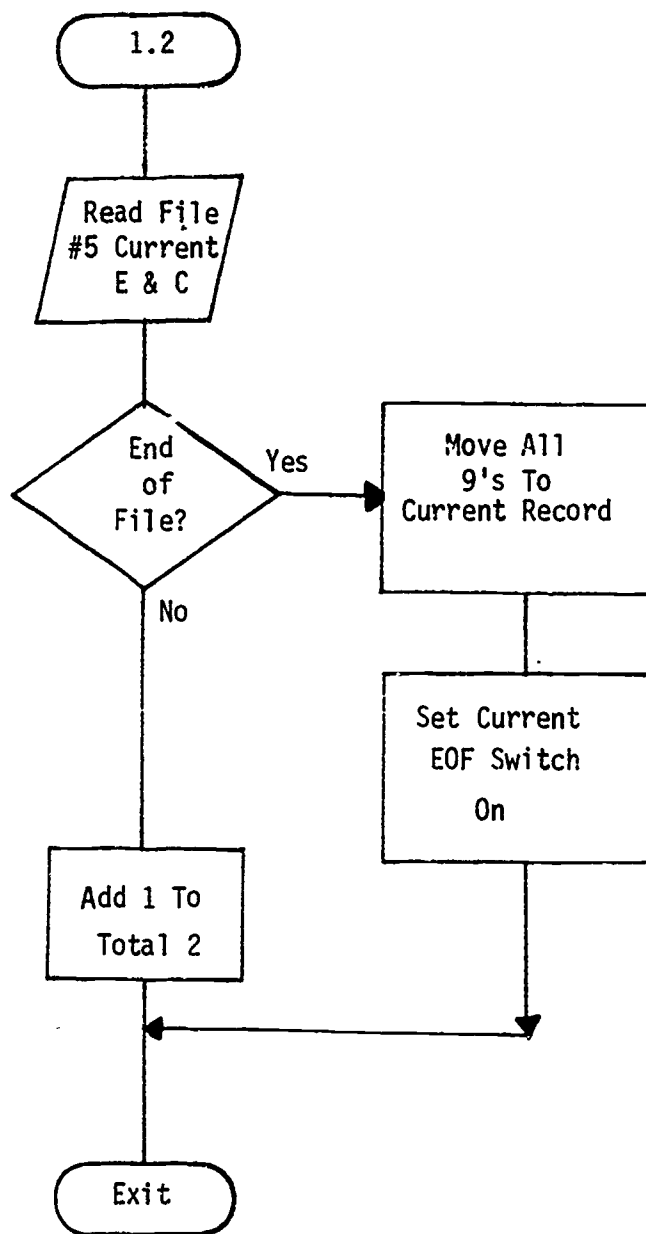 1.2
Read File
#5 Current
E & C
End
of
File?
Yes
No
Move All
9's To
Current Record
Set Current
EOF Switch
On
Add 1 To
Total 2
Exit